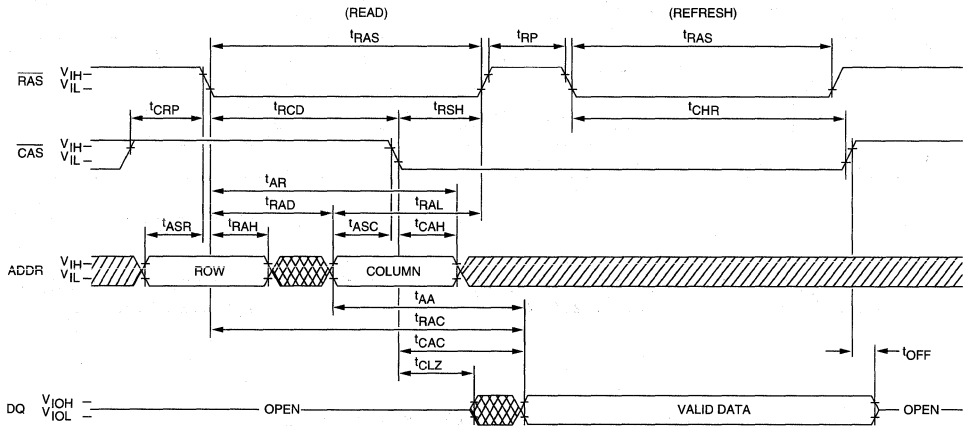 (READ) (REFRESH)
tRAS tRP tRAS
RAS VIH
VIL
tCRP tRCD tRSH tCHR
CAS VIH
VIL
tAR
tRAD tRAL
tASR tRAH tASC tCAH
ADDR VIH
VIL
ROW COLUMN
tAA
tRAC
tCAC
tOFF
tCLZ
DQ VIOH
VIOL
OPEN VALID DATA OPEN